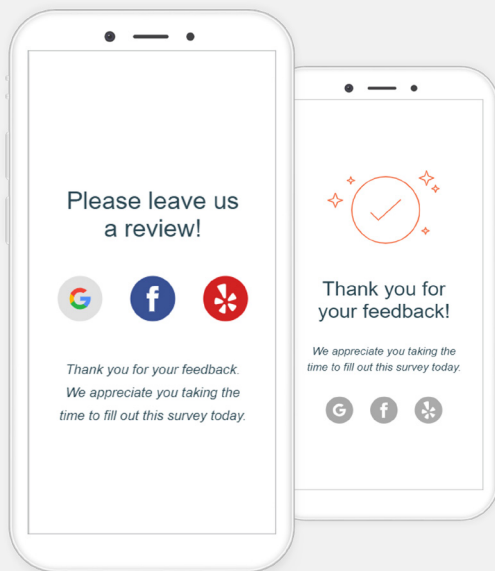 Please leave us
a review!
G
f
Thank you for your feedback.
We appreciate you taking the
time to fill out this survey today.
Thank you for
your feedback!
We appreciate you taking the
time to fill out this survey today.
G
f